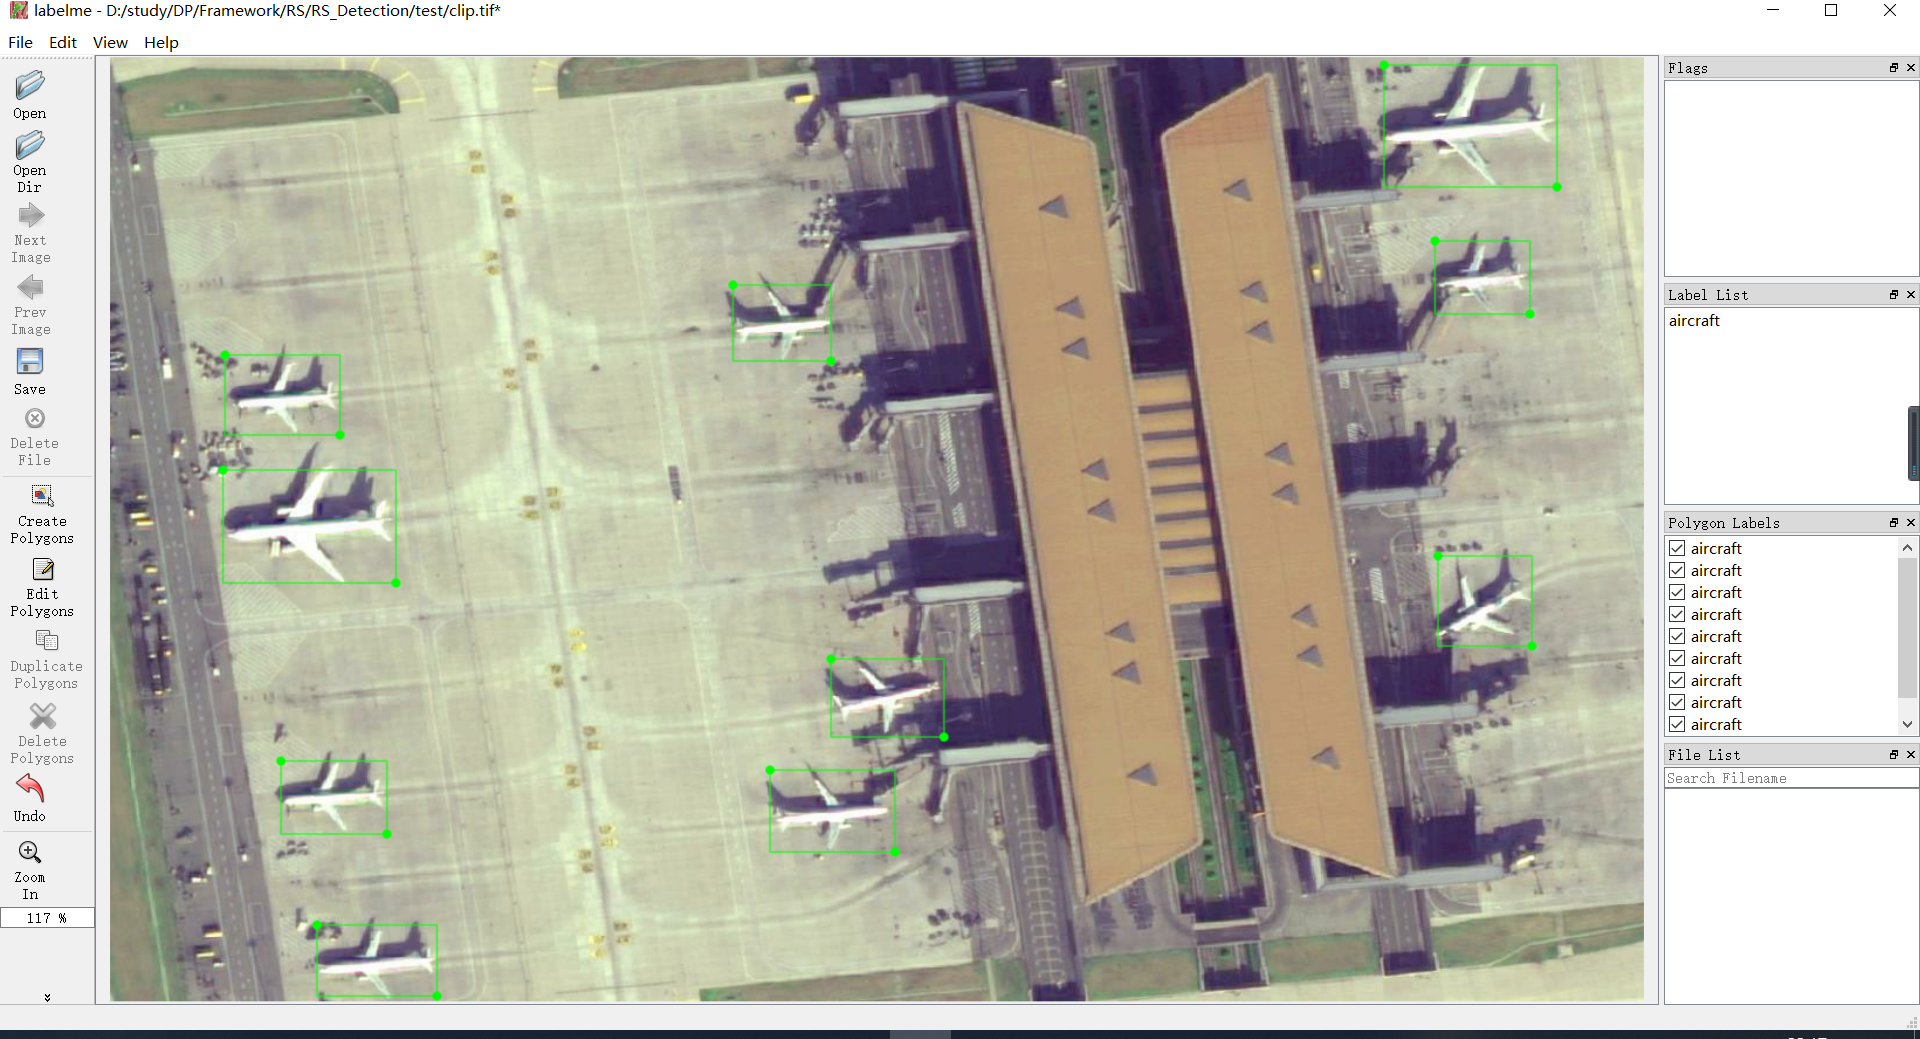 labelme - D:/study/DP/Framework/RS/RS_Detection/test/clip.tif*
File Edit View Help
Open
Open
Dir
Next
Image
Prev
Image
Save
Delete
File
Create
Polygons
Edit
Polygons
Duplicate
Polygons
Delete
Polygons
Undo
Zoom
In
117 %
Flags
Label List
aircraft
Polygon Labels
aircraft
aircraft
aircraft
aircraft
aircraft
aircraft
aircraft
aircraft
aircraft
File List
Search Filename